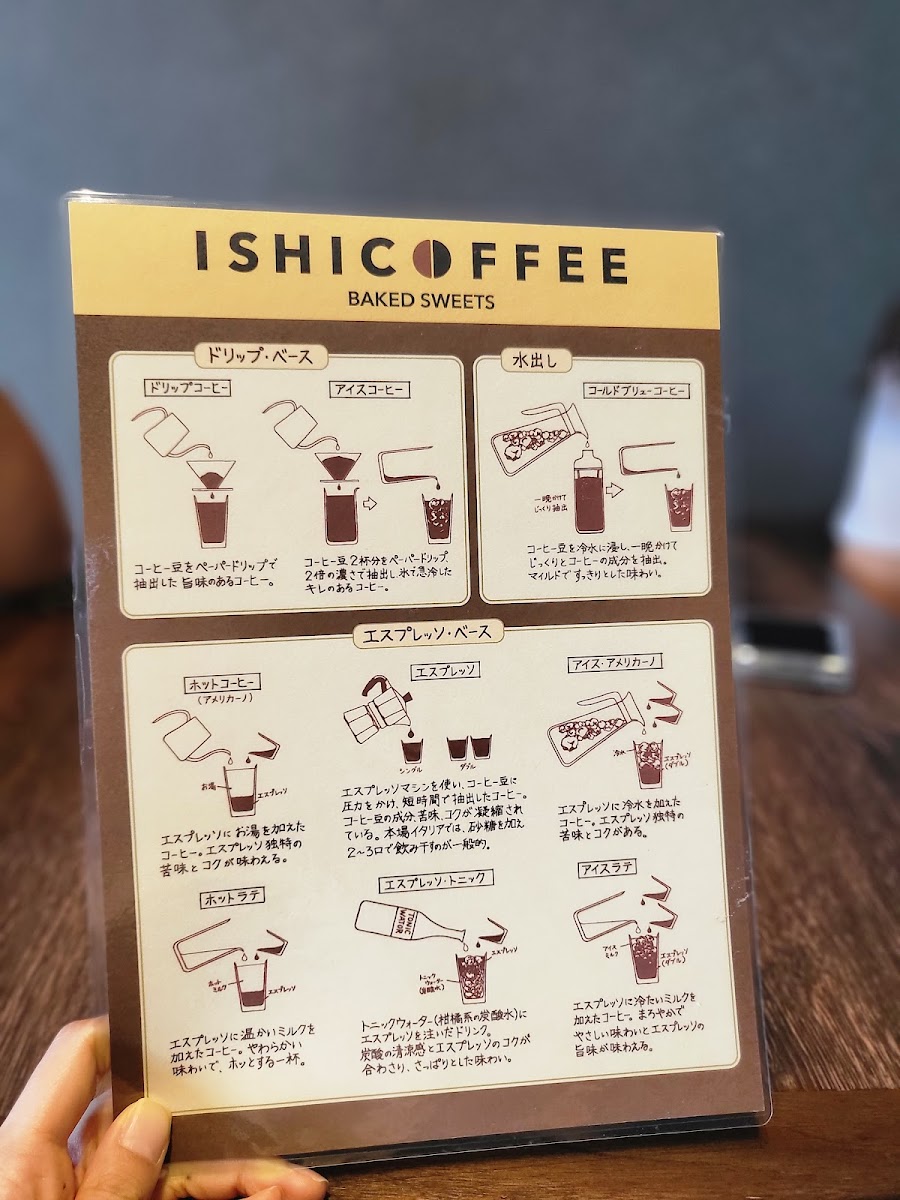 ISHICOFFEE
BAKED SWEETS
ドリップ・ベース
ドリップコーヒー
コーヒー豆をペーパードリップで
抽出した旨味のあるコーヒー。
アイスコーヒー
コーヒー豆2杯分をペーパードリップ、
2倍の濃さで抽出し、氷で急冷した
キレのあるコーヒー。
水出し
コールドブリューコーヒー
一晩かけて
じっくり抽出
コーヒー豆を冷水に浸し、一晩かけて
じっくりとコーヒーの成分を抽出。
マイルドですっきりとした味わい。
エスプレッソ・ベース
ホットコーヒー
(アメリカーノ)
お湯
エスプレッソ
エスプレッソにお湯を加えた
コーヒー。エスプレッソ独特の
苦味とコクが味わえる。
エスプレッソ
シングル
ダブル
エスプレッソマシンを使い、コーヒー豆に
圧力をかけ、短時間で抽出したコーヒー。
コーヒー豆の成分、苦味、コクが凝縮され
ている。本場イタリアでは、砂糖を加え
2〜3口で飲み干すのが一般的。
アイス・アメリカーノ
冷水
エスプレッソ
(ダブル)
エスプレッソに冷水を加えた
コーヒー。エスプレッソ独特の
苦味とコクがある。
ホットラテ
ホット
ミルク
エスプレッソ
エスプレッソに温かいミルクを
加えたコーヒー。やわらかい
味わいで、ホッとする一杯。
エスプレッソ・トニック
TONIC
WATER
エスプレッソ
トニック
ウォーター
(炭酸水)
トニックウォーター(柑橘系の炭酸水)に
エスプレッソを注いだドリンク。
炭酸の清涼感とエスプレッソのコクが
合わさり、さっぱりとした味わい。
アイスラテ
アイス
ミルク
エスプレッソ
(ダブル)
エスプレッソに冷たいミルクを
加えたコーヒー。まろやかで
やさしい味わいとエスプレッソの
旨味が味わえる。